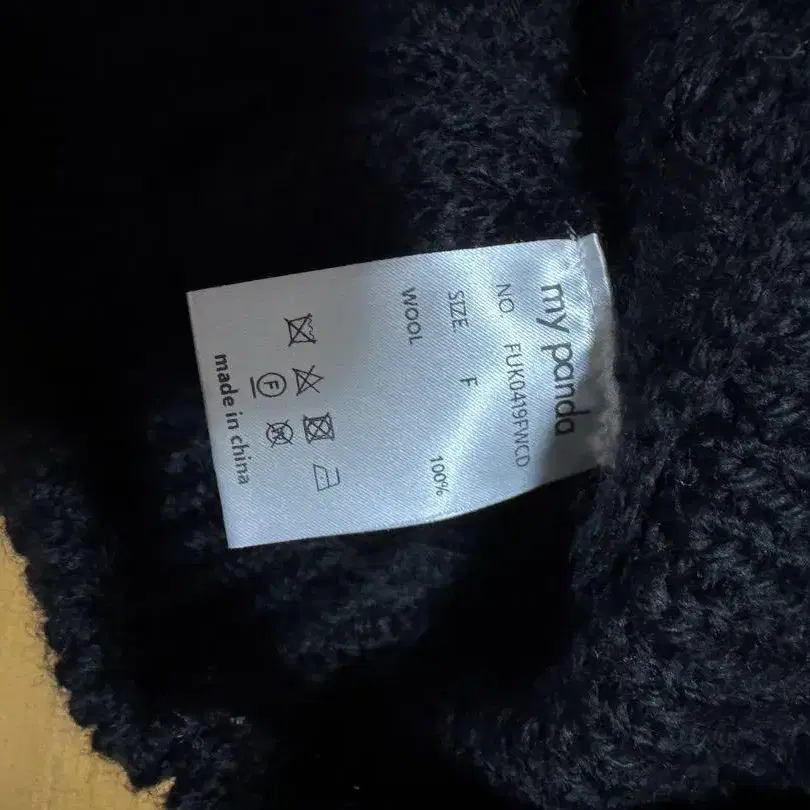 my panda
NO FUK0419FWCD
SIZE F
WOOL 100%
F
made in china